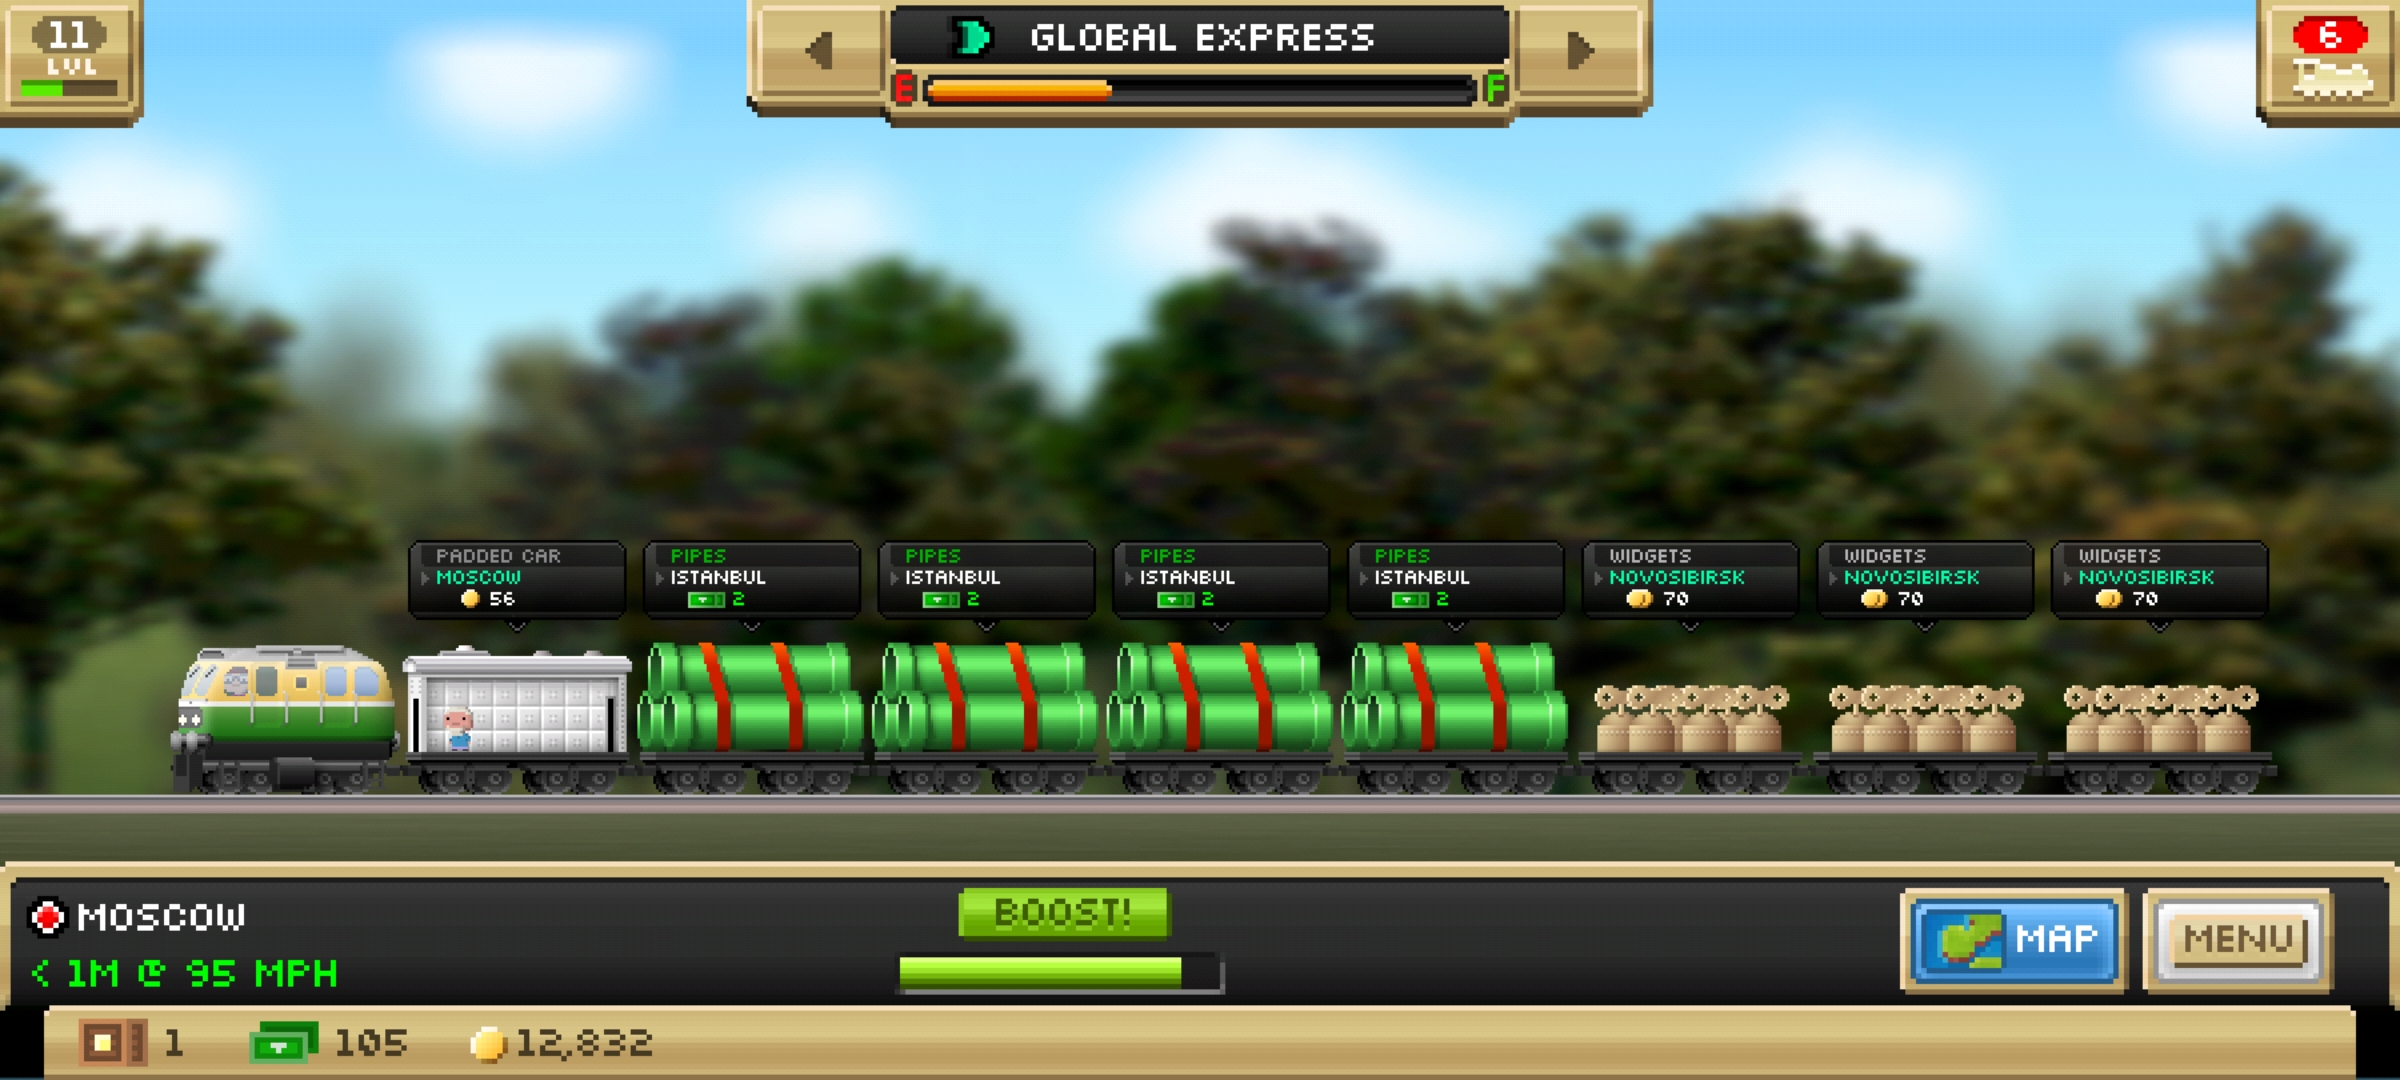 11
LVL
GLOBAL EXPRESS
E F
6
PADDED CAR
MOSCOW
56
PIPES
ISTANBUL
2
PIPES
ISTANBUL
2
PIPES
ISTANBUL
2
PIPES
ISTANBUL
2
WIDGETS
NOVOSIBIRSK
70
WIDGETS
NOVOSIBIRSK
70
WIDGETS
NOVOSIBIRSK
70
MOSCOW
< 1M @ 95 MPH
BOOST!
MAP
MENU
1
105
12,832